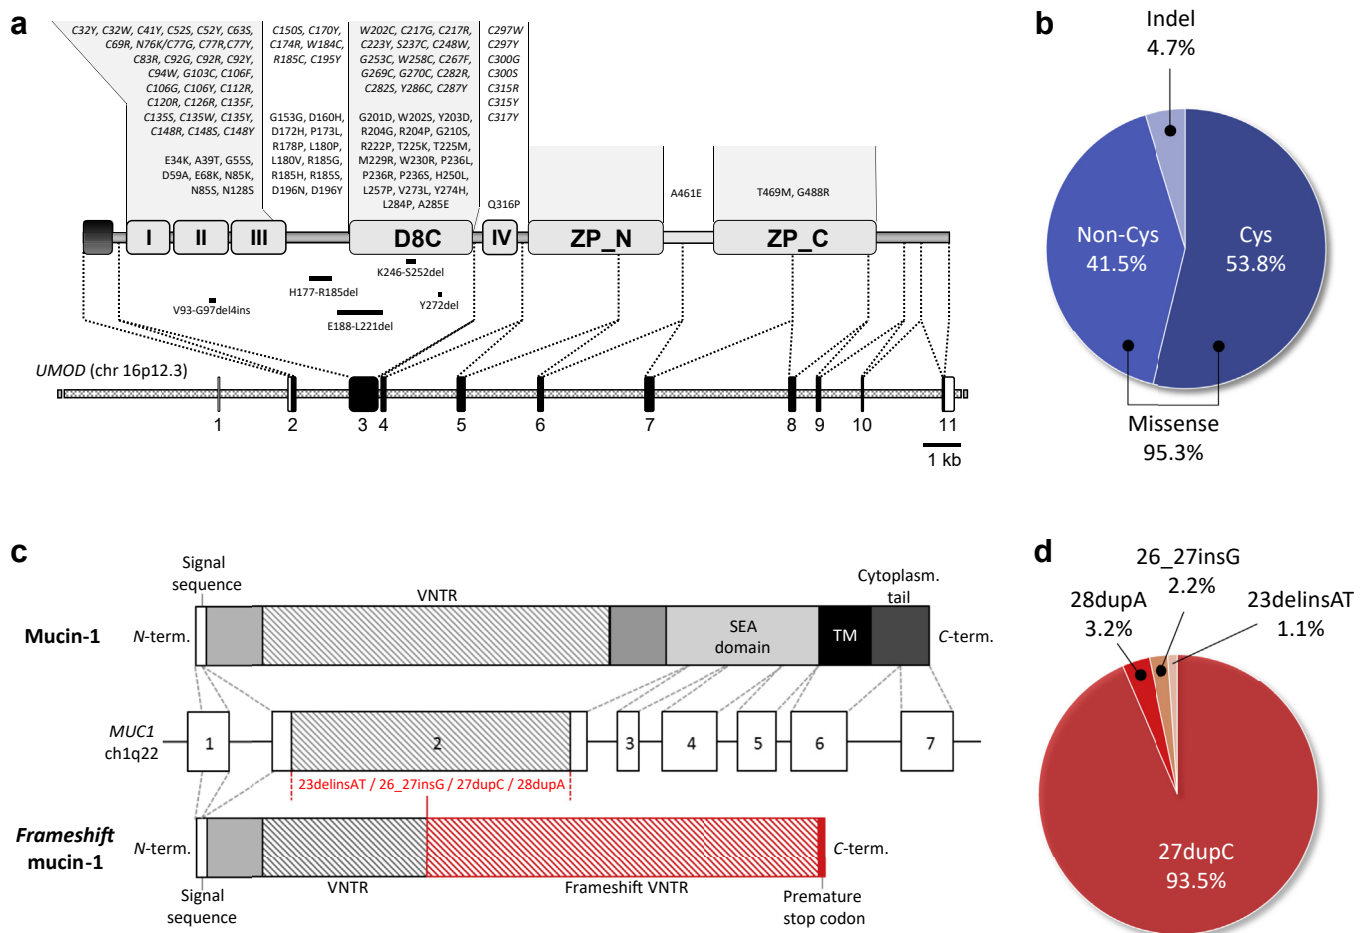 a
C32Y, C32W, C41Y, C52S, C52Y, C63S,
C69R, N76K/C77G, C77R,C77Y,
C83R, C92G, C92R, C92Y,
C94W, G103C, C106F,
C106G, C106Y, C112R,
C120R, C126R, C135F,
C135S, C135W, C135Y,
C148R, C148S, C148Y
E34K, A39T, G55S,
D59A, E68K, N85K,
N85S, N128S
C150S, C170Y,
C174R, W184C,
R185C, C195Y
G153G, D160H,
D172H, P173L,
R178P, L180P,
L180V, R185G,
R185H, R185S,
D196N, D196Y
W202C, C217G, C217R,
C223Y, S237C, C248W,
G253C, W258C, C267F,
G269C, G270C, C282R,
C282S, Y286C, C287Y
G201D, W202S, Y203D,
R204G, R204P, G210S,
R222P, T225K, T225M,
M229R, W230R, P236L,
P236R, P236S, H250L,
L257P, V273L, Y274H,
L284P, A285E
C297W
C297Y
C300G
C300S
C315R
C315Y
C317Y
Q316P
A461E
T469M, G488R
I II III D8C IV ZP_N ZP_C
K246-S252del
H177-R185del
Y272del
V93-G97del4ins
E188-L221del
UMOD (chr 16p12.3)
1 2 3 4 5 6 7 8 9 10 11
1 kb
b
Indel
4.7%
Non-Cys
41.5%
Cys
53.8%
Missense
95.3%
c
Signal
sequence
VNTR
Cytoplasm.
tail
Mucin-1
N-term.
SEA
domain
TM
C-term.
MUC1
ch1q22
1 2 3 4 5 6 7
23delinsAT / 26_27insG / 27dupC / 28dupA
Frameshift
mucin-1
N-term.
C-term.
Signal
sequence
VNTR
Frameshift VNTR
Premature
stop codon
d
26_27insG
2.2%
28dupA
3.2%
23delinsAT
1.1%
27dupC
93.5%